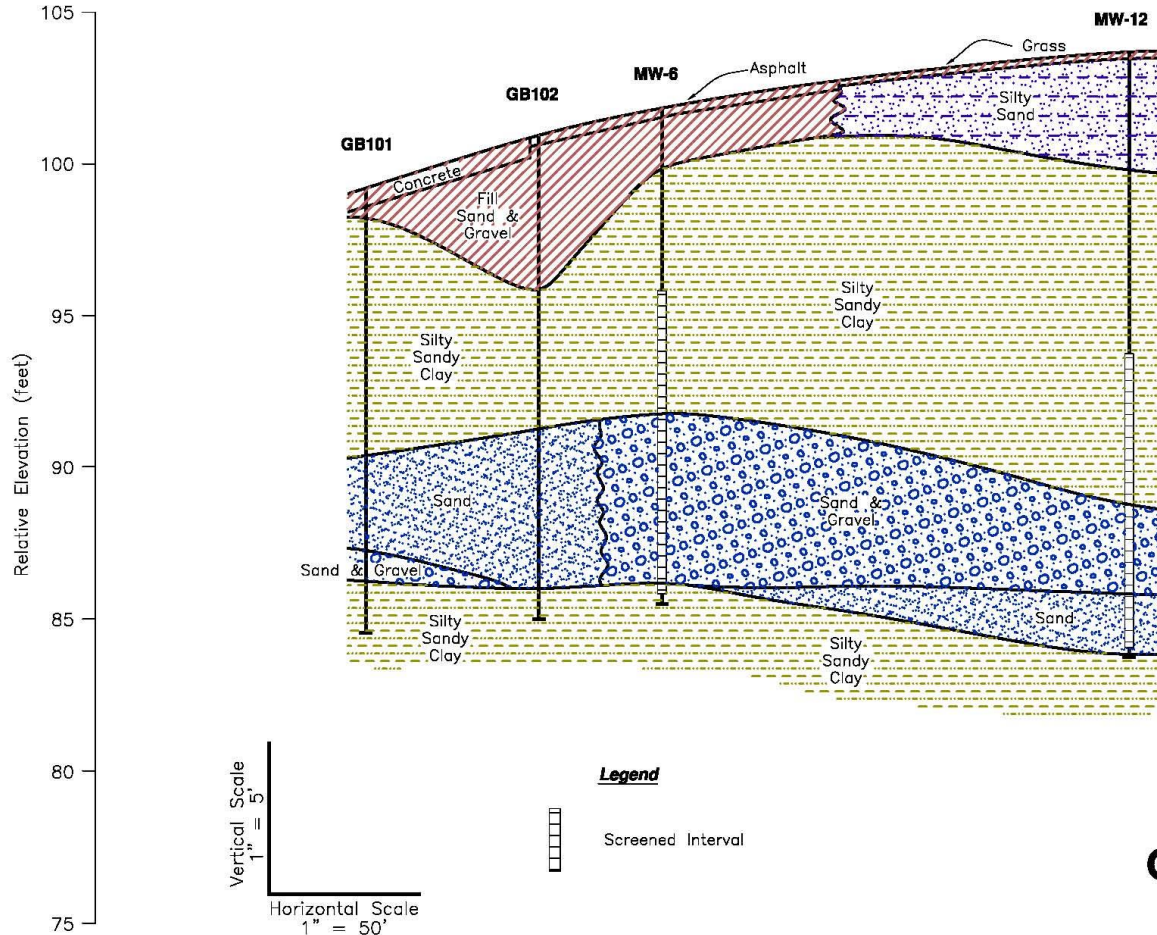 105
100
95
90
85
80
75
Relative Elevation (feet)
GB101
GB102
MW-6
MW-12
Asphalt
Grass
Concrete
Fill
Sand &
Gravel
Silty
Sand
Silty
Sandy
Clay
Silty
Sandy
Clay
Sand
Sand &
Gravel
Sand & Gravel
Sand
Silty
Sandy
Clay
Silty
Sandy
Clay
Vertical Scale
1" = 5'
Horizontal Scale
1" = 50'
Legend
Screened Interval